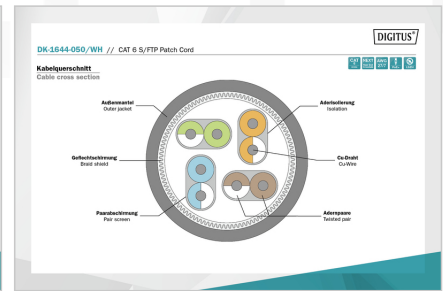 DIGITUS®
DK-1644-050/WH // CAT 6 S/FTP Patch Cord
Kabelquerschnitt
Cable cross section
Außenmantel
Outer jacket
Aderisolierung
Isolation
Geflechtschirmung
Braid shield
Cu-Draht
Cu-Wire
Paarabschirmung
Pair screen
Adernpaare
Twisted pair